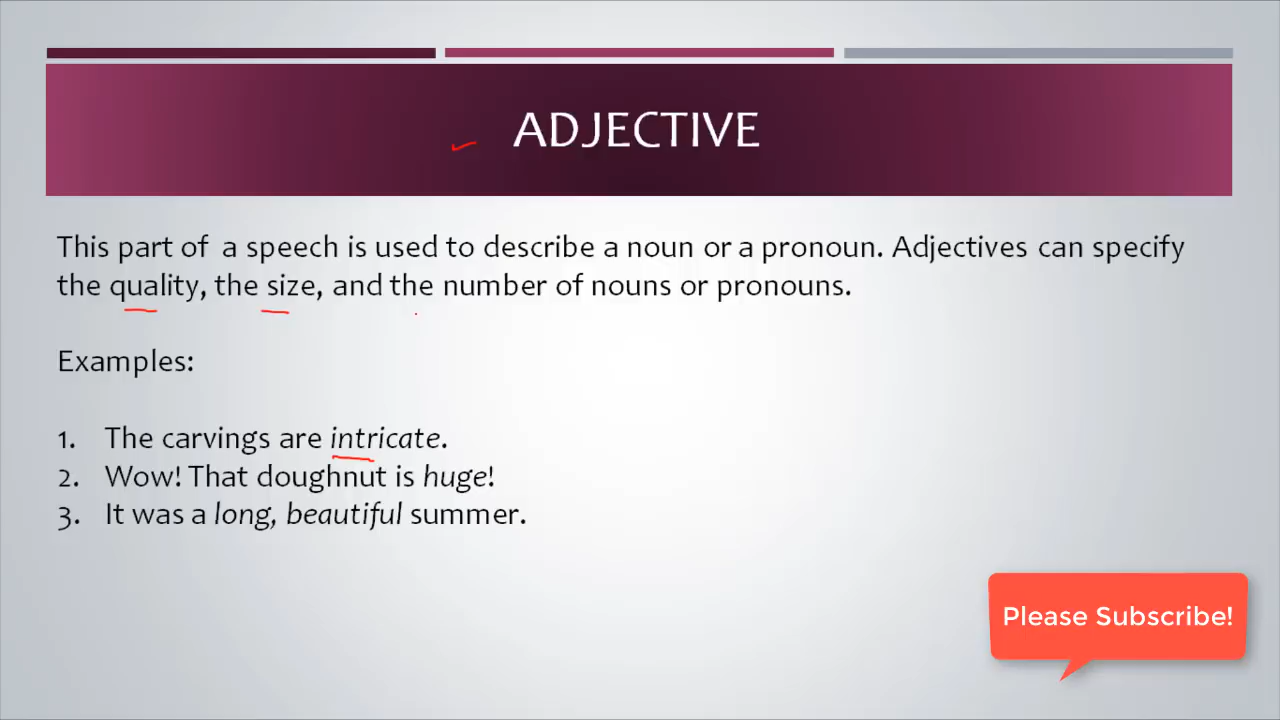 ADJECTIVE
This part of a speech is used to describe a noun or a pronoun. Adjectives can specify
the quality, the size, and the number of nouns or pronouns.
Examples:
1. The carvings are intricate.
2. Wow! That doughnut is huge!
3. It was a long, beautiful summer.
Please Subscribe!